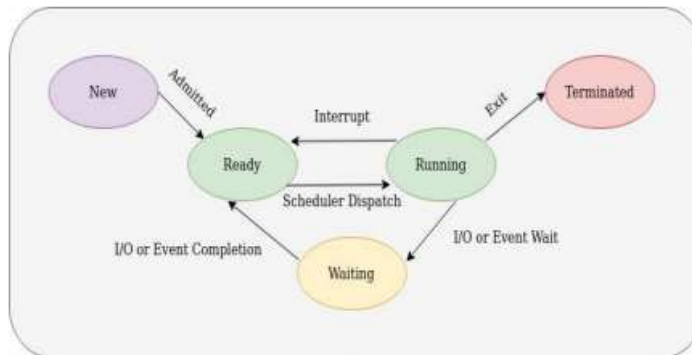 New
Admitted
Exit
Terminated
Interrupt
Ready
Running
Scheduler Dispatch
I/O or Event Completion
I/O or Event Wait
Waiting